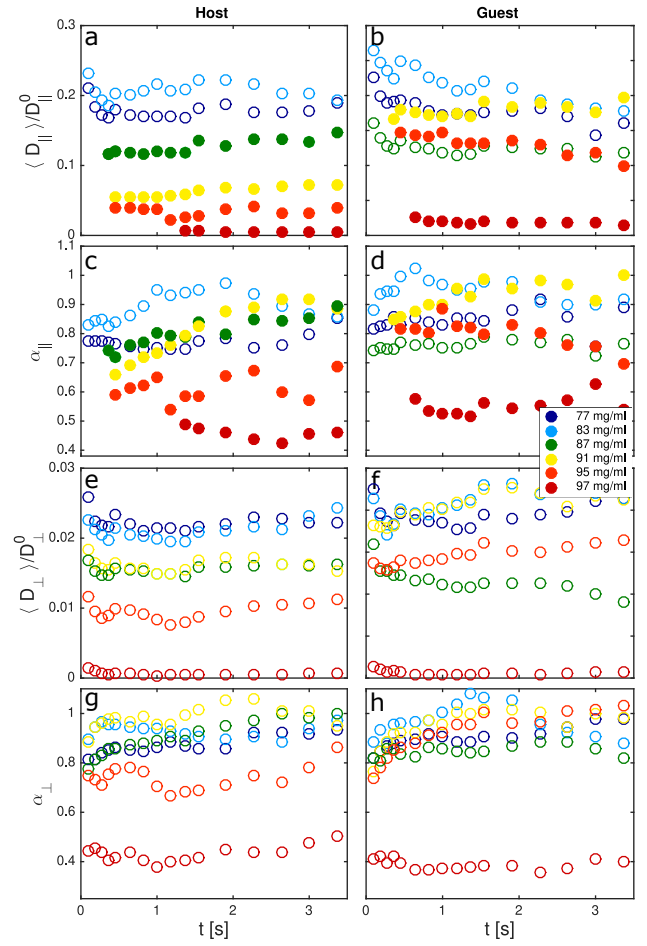 Host Guest
a b
0.3
0.2
0.1
0
⟨ D∥ ⟩/D∥⁰
c d
1.1
1
0.9
0.8
0.7
0.6
0.5
0.4
α∥
77 mg/ml
83 mg/ml
87 mg/ml
91 mg/ml
95 mg/ml
97 mg/ml
e f
0.03
0.02
0.01
0
⟨ D⊥ ⟩/D⊥⁰
g h
1
0.8
0.6
0.4
α⊥
0 1 2 3 0 1 2 3
t [s] t [s]